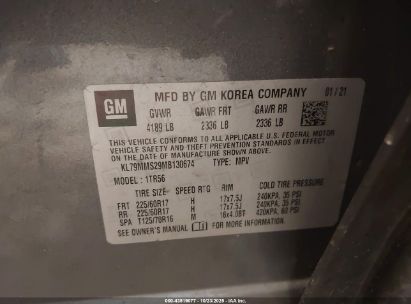 GM
MFD BY GM KOREA COMPANY 01/21
GVWR GAWR FRT GAWR RR
4189 LB 2336 LB 2336 LB
THIS VEHICLE CONFORMS TO ALL APPLICABLE U.S. FEDERAL MOTOR
VEHICLE SAFETY AND THEFT PREVENTION STANDARDS IN EFFECT
ON THE DATE OF MANUFACTURE SHOWN ABOVE.
KL79MMS29MB130674 TYPE: MPV
MODEL: 1TR56
TIRE SIZE SPEED RTG RIM COLD TIRE PRESSURE
FRT 225/60R17 H 17x7.5J 240KPA, 35 PSI
RR 225/60R17 H 17x7.5J 240KPA, 35 PSI
SPA T125/70R16 M 16x4.0BT 420KPA, 60 PSI
SEE OWNER'S MANUAL FOR MORE INFORMATION.